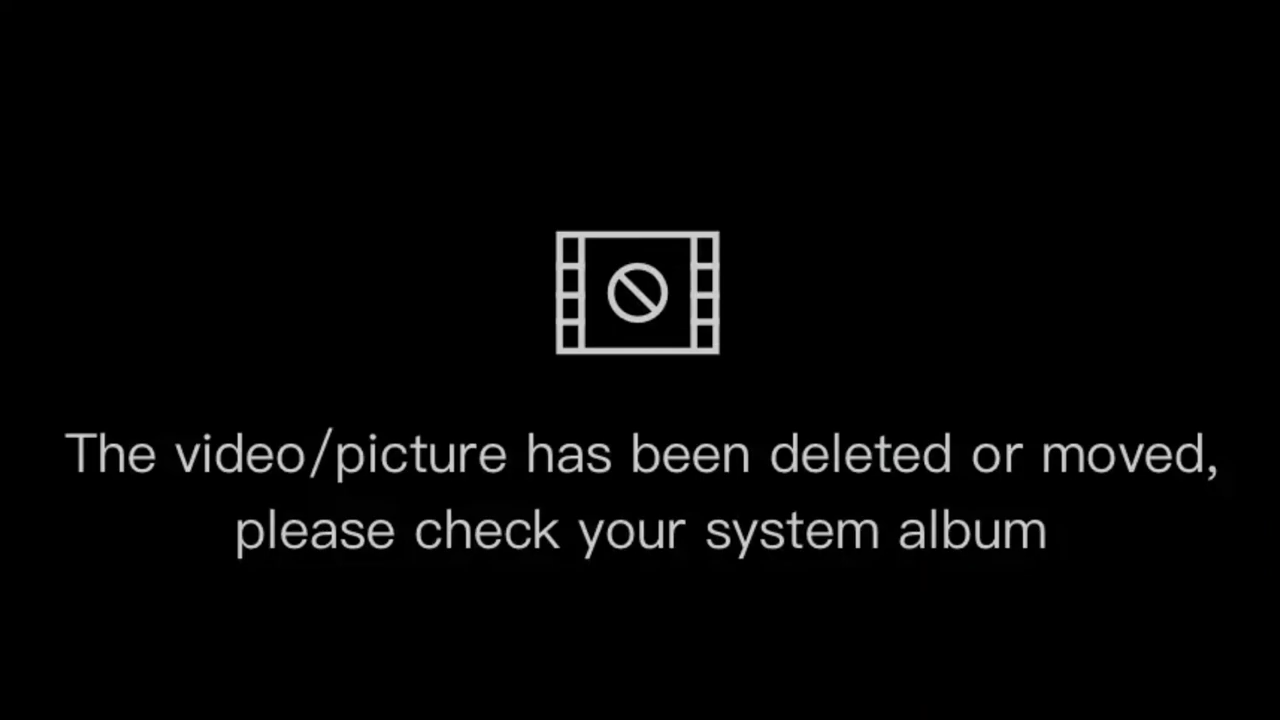 The video/picture has been deleted or moved,
please check your system album